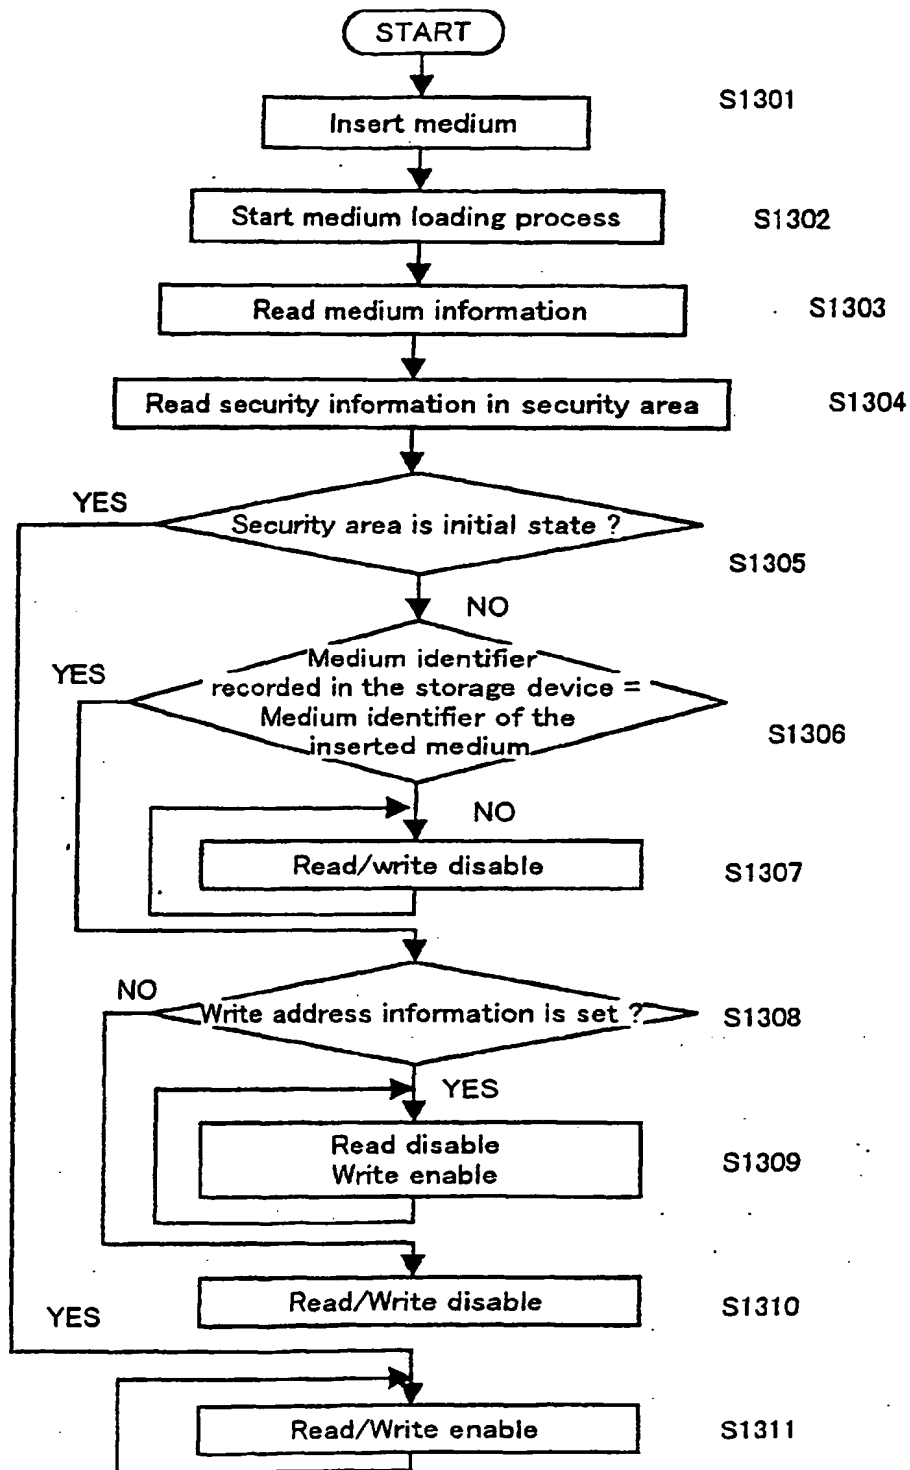 START
S1301
Insert medium
Start medium loading process
S1302
Read medium information
S1303
Read security information in security area
S1304
YES
Security area is initial state ?
S1305
NO
YES
Medium identifier
recorded in the storage device =
Medium identifier of the
inserted medium
S1306
NO
Read/write disable
S1307
NO
Write address information is set ?
S1308
YES
Read disable
Write enable
S1309
Read/Write disable
S1310
YES
Read/Write enable
S1311